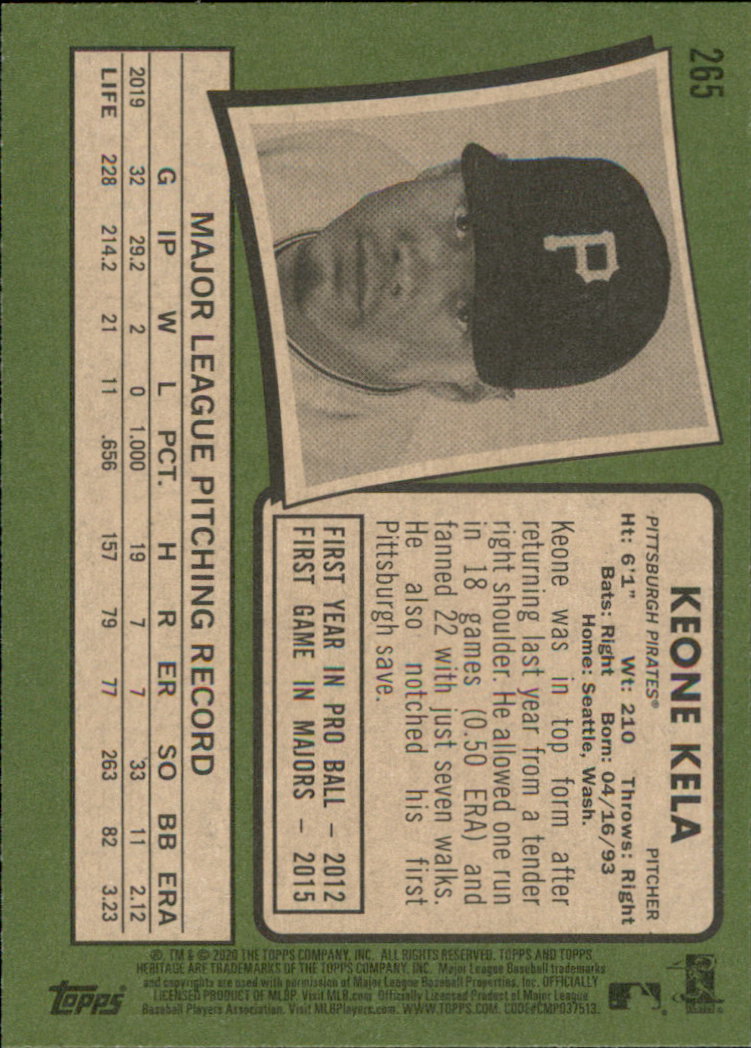 265
P
KEONE KELA
PITTSBURGH PIRATES® PITCHER
Ht: 6'1" Wt: 210 Throws: Right
Bats: Right Born: 04/16/93
Home: Seattle, Wash.
Keone was in top form after
returning last year from a tender
right shoulder. He allowed one run
in 18 games (0.50 ERA) and
fanned 22 with just seven walks.
He also notched his first
Pittsburgh save.
FIRST YEAR IN PRO BALL – 2012
FIRST GAME IN MAJORS – 2015
MAJOR LEAGUE PITCHING RECORD
G IP W L PCT. H R ER SO BB ERA
2019 32 29.2 2 0 1.000 19 7 7 33 11 2.12
LIFE 228 214.2 21 11 .656 157 79 77 263 82 3.23
®, TM & © 2020 THE TOPPS COMPANY, INC. ALL RIGHTS RESERVED. TOPPS AND TOPPS
HERITAGE ARE TRADEMARKS OF THE TOPPS COMPANY, INC. Major League Baseball trademarks
and copyrights are used with permission of Major League Baseball Properties, Inc. OFFICIALLY
LICENSED PRODUCT OF MLBP. Visit MLB.com. Officially Licensed Product of Major League
Baseball Players Association. Visit MLBPlayers.com. WWW.TOPPS.COM. CODE#CMP037513.
topps®